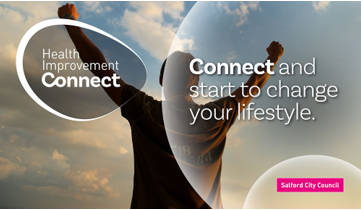 Health
Improvement
Connect
Connect and
start to change
your lifestyle.
Salford City Council